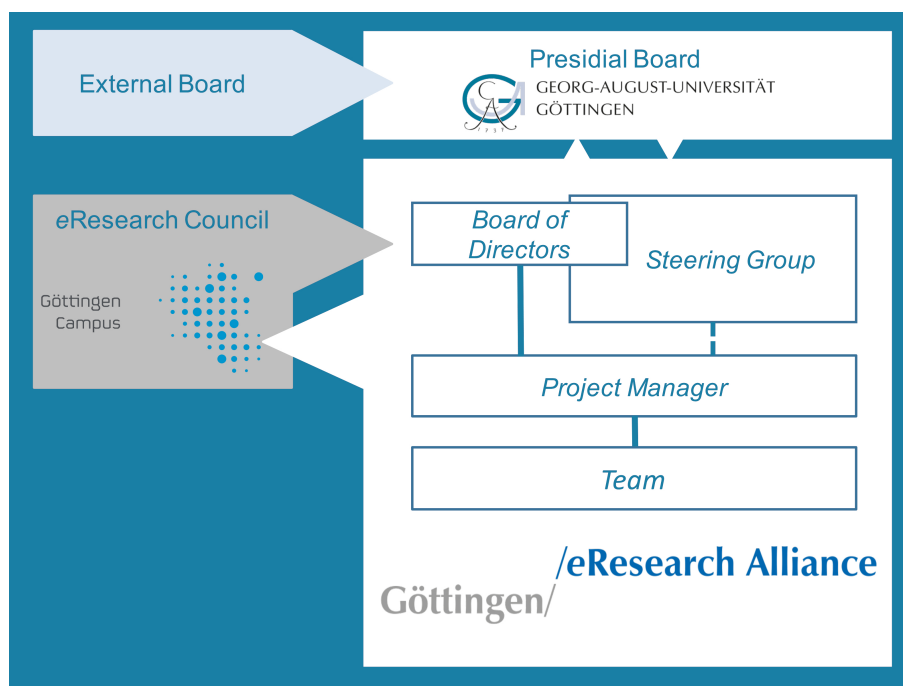 External Board
Presidial Board
GEORG-AUGUST-UNIVERSITÄT
GÖTTINGEN
1737
eResearch Council
Göttingen
Campus
Board of
Directors
Steering Group
Project Manager
Team
/eResearch Alliance
Göttingen/